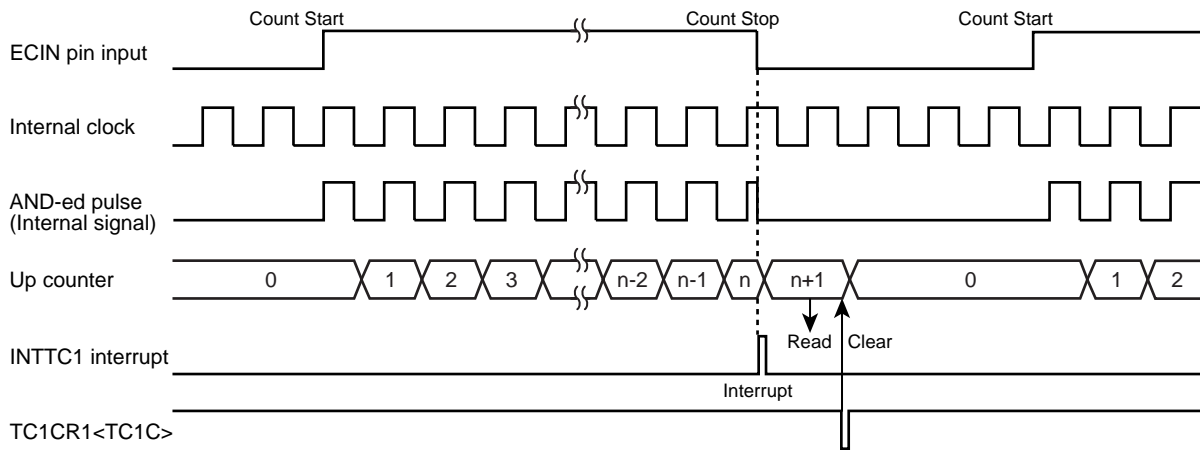 Count Start Count Stop Count Start
ECIN pin input
Internal clock
AND-ed pulse
(Internal signal)
Up counter 0 1 2 3 n-2 n-1 n n+1 0 1 2
Read Clear
INTTC1 interrupt
Interrupt
TC1CR1<TC1C>